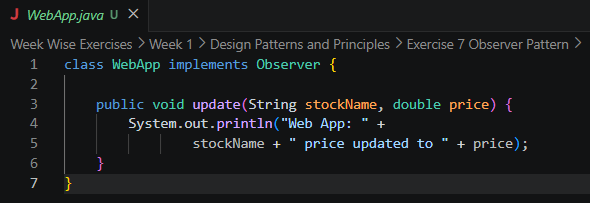 J WebApp.java U ×
Week Wise Exercises > Week 1 > Design Patterns and Principles > Exercise 7 Observer Pattern >
1 class WebApp implements Observer {
2
3     public void update(String stockName, double price) {
4         System.out.println("Web App: " +
5                 stockName + " price updated to " + price);
6     }
7 }